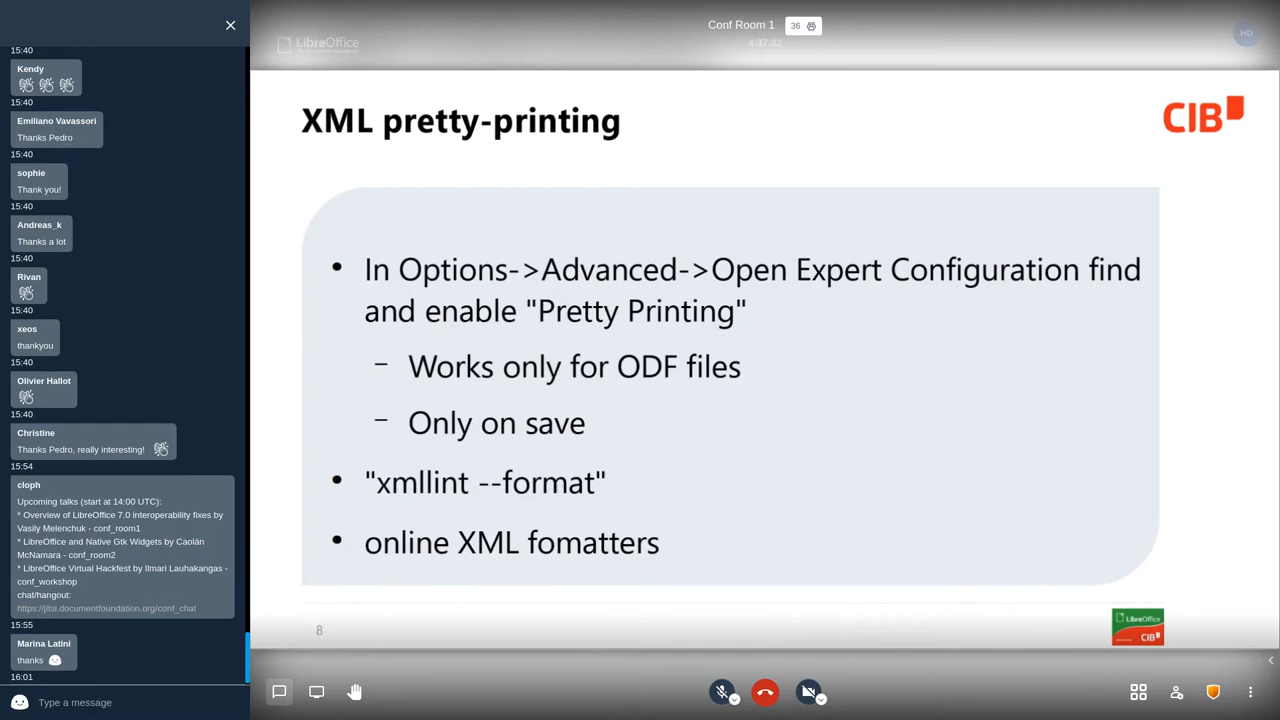 15:40
Kendy
15:40
Emiliano Vavassori
Thanks Pedro
15:40
sophie
Thank you!
15:40
Andreas_k
Thanks a lot
15:40
Rivan
15:40
xeos
thankyou
15:40
Olivier Hallot
15:40
Christine
Thanks Pedro, really interesting!
15:54
cloph
Upcoming talks (start at 14:00 UTC):
* Overview of LibreOffice 7.0 interoperability fixes by
Vasily Melenchuk - conf_room1
* LibreOffice and Native Gtk Widgets by Caolán
McNamara - conf_room2
* LibreOffice Virtual Hackfest by Ilmari Lauhakangas -
conf_workshop
chat/hangout:
https://jitsi.documentfoundation.org/conf_chat
15:55
Marina Latini
thanks
16:01
Type a message
LibreOffice
Conf Room 1
36
4:37:32
HD
XML pretty-printing
CIB
• In Options->Advanced->Open Expert Configuration find
and enable "Pretty Printing"
– Works only for ODF files
– Only on save
• "xmllint --format"
• online XML fomatters
8
LibreOffice
CIB